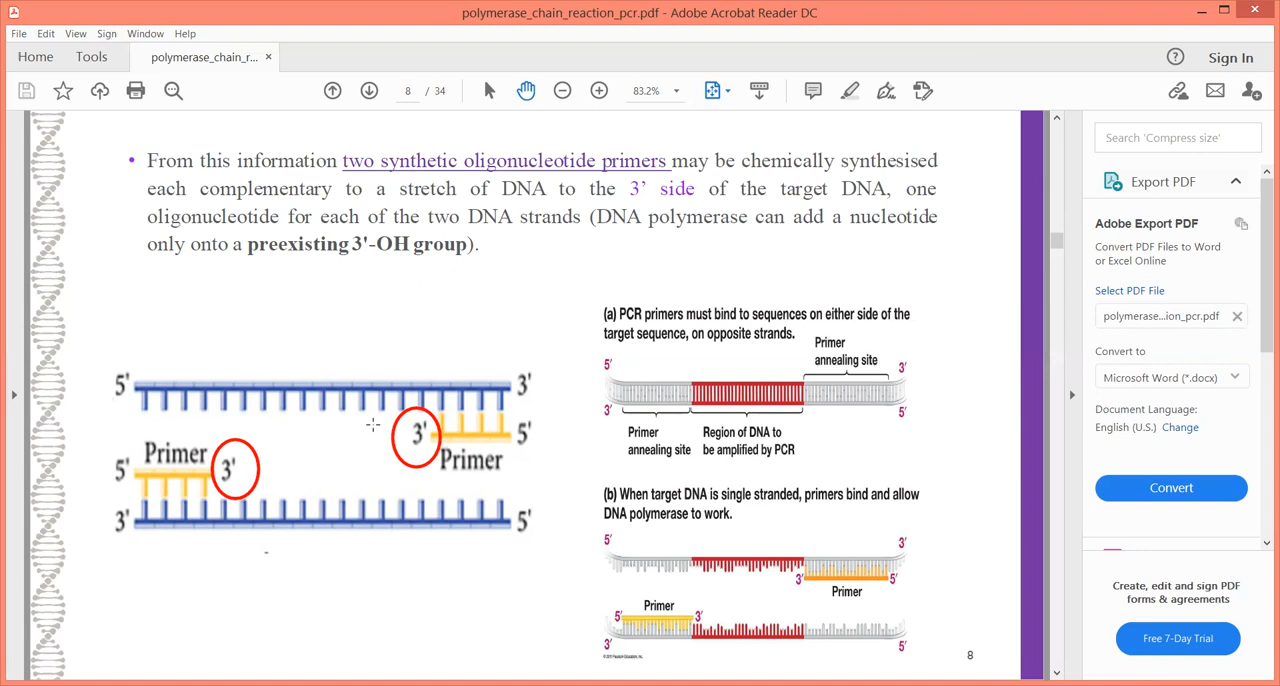 polymerase_chain_reaction_pcr.pdf - Adobe Acrobat Reader DC
File Edit View Sign Window Help
Home Tools polymerase_chain_r... ×
Sign In
8 / 34
83.2%
• From this information two synthetic oligonucleotide primers may be chemically synthesised
each complementary to a stretch of DNA to the 3’ side of the target DNA, one
oligonucleotide for each of the two DNA strands (DNA polymerase can add a nucleotide
only onto a preexisting 3'-OH group).
5' 3'
3' 5'
Primer
Primer 3'
5'
3' 5'
(a) PCR primers must bind to sequences on either side of the
target sequence, on opposite strands.
Primer
annealing site
5′ 3′
3′ 5′
Primer
annealing site
Region of DNA to
be amplified by PCR
(b) When target DNA is single stranded, primers bind and allow
DNA polymerase to work.
5′ 3′
3′ 5′
Primer
Primer
5′ 3′
3′ 5′
8
Search 'Compress size'
Export PDF
Adobe Export PDF
Convert PDF Files to Word
or Excel Online
Select PDF File
polymerase...ion_pcr.pdf
Convert to
Microsoft Word (*.docx)
Document Language:
English (U.S.) Change
Convert
Create, edit and sign PDF
forms & agreements
Free 7-Day Trial